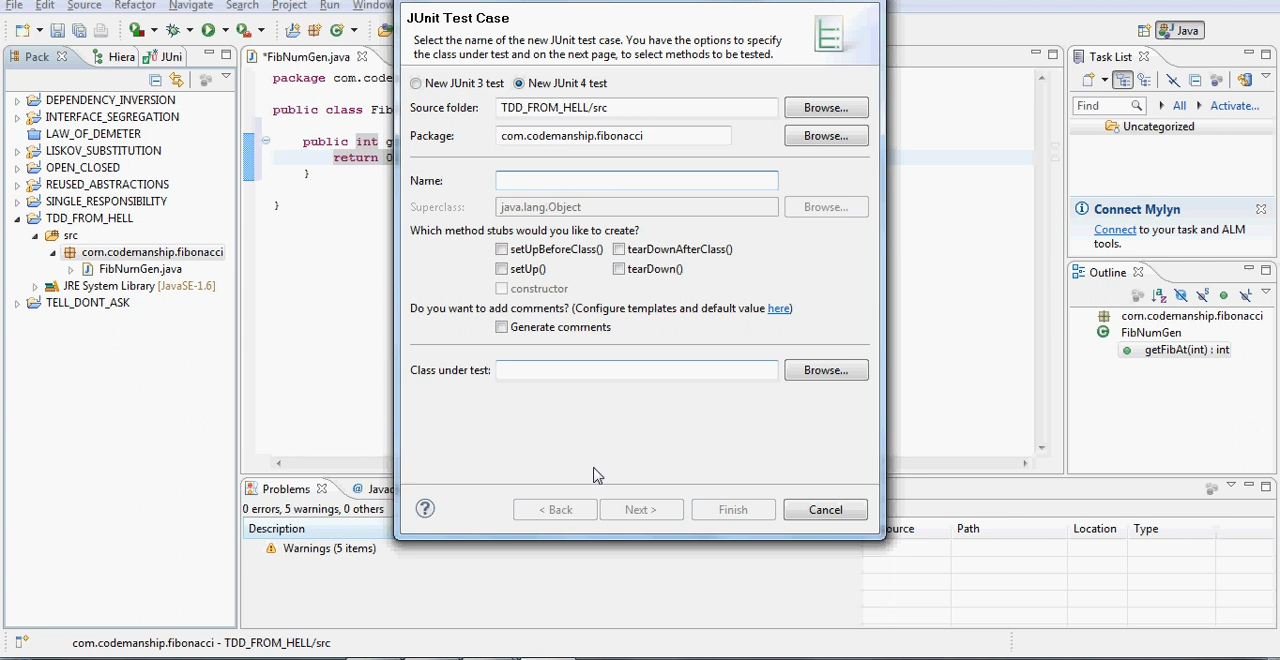 File Edit Source Refactor Navigate Search Project Run Window
JUnit Test Case
Select the name of the new JUnit test case. You have the options to specify
the class under test and on the next page, to select methods to be tested.
New JUnit 3 test New JUnit 4 test
Source folder: TDD_FROM_HELL/src Browse...
Package: com.codemanship.fibonacci Browse...
Name:
Superclass: java.lang.Object Browse...
Which method stubs would you like to create?
setUpBeforeClass() tearDownAfterClass()
setUp() tearDown()
constructor
Do you want to add comments? (Configure templates and default value here)
Generate comments
Class under test: Browse...
? < Back Next > Finish Cancel
Java
Pack Hiera JUni
DEPENDENCY_INVERSION
INTERFACE_SEGREGATION
LAW_OF_DEMETER
LISKOV_SUBSTITUTION
OPEN_CLOSED
REUSED_ABSTRACTIONS
SINGLE_RESPONSIBILITY
TDD_FROM_HELL
src
com.codemanship.fibonacci
FibNumGen.java
JRE System Library [JavaSE-1.6]
TELL_DONT_ASK
*FibNumGen.java
package com.code
public class Fib
public int g
return 0
}
}
Task List
Find All Activate...
Uncategorized
Connect Mylyn
Connect to your task and ALM
tools.
Outline
com.codemanship.fibonacci
FibNumGen
getFibAt(int) : int
Problems @ Javac
0 errors, 5 warnings, 0 others
Description ource Path Location Type
Warnings (5 items)
com.codemanship.fibonacci - TDD_FROM_HELL/src